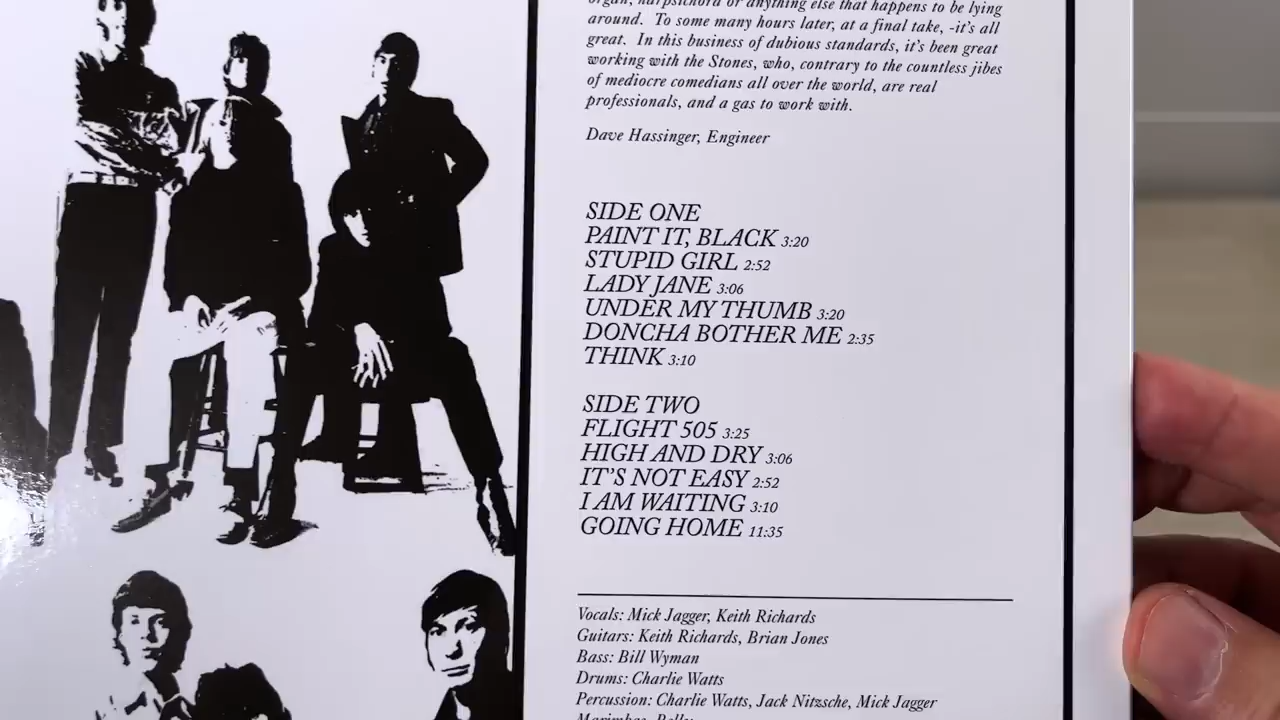 organ, harpsichord or anything else that happens to be lying
around. To some many hours later, at a final take, -it's all
great. In this business of dubious standards, it's been great
working with the Stones, who, contrary to the countless jibes
of mediocre comedians all over the world, are real
professionals, and a gas to work with.
Dave Hassinger, Engineer
SIDE ONE
PAINT IT, BLACK 3:20
STUPID GIRL 2:52
LADY JANE 3:06
UNDER MY THUMB 3:20
DONCHA BOTHER ME 2:35
THINK 3:10
SIDE TWO
FLIGHT 505 3:25
HIGH AND DRY 3:06
IT'S NOT EASY 2:52
I AM WAITING 3:10
GOING HOME 11:35
Vocals: Mick Jagger, Keith Richards
Guitars: Keith Richards, Brian Jones
Bass: Bill Wyman
Drums: Charlie Watts
Percussion: Charlie Watts, Jack Nitzsche, Mick Jagger